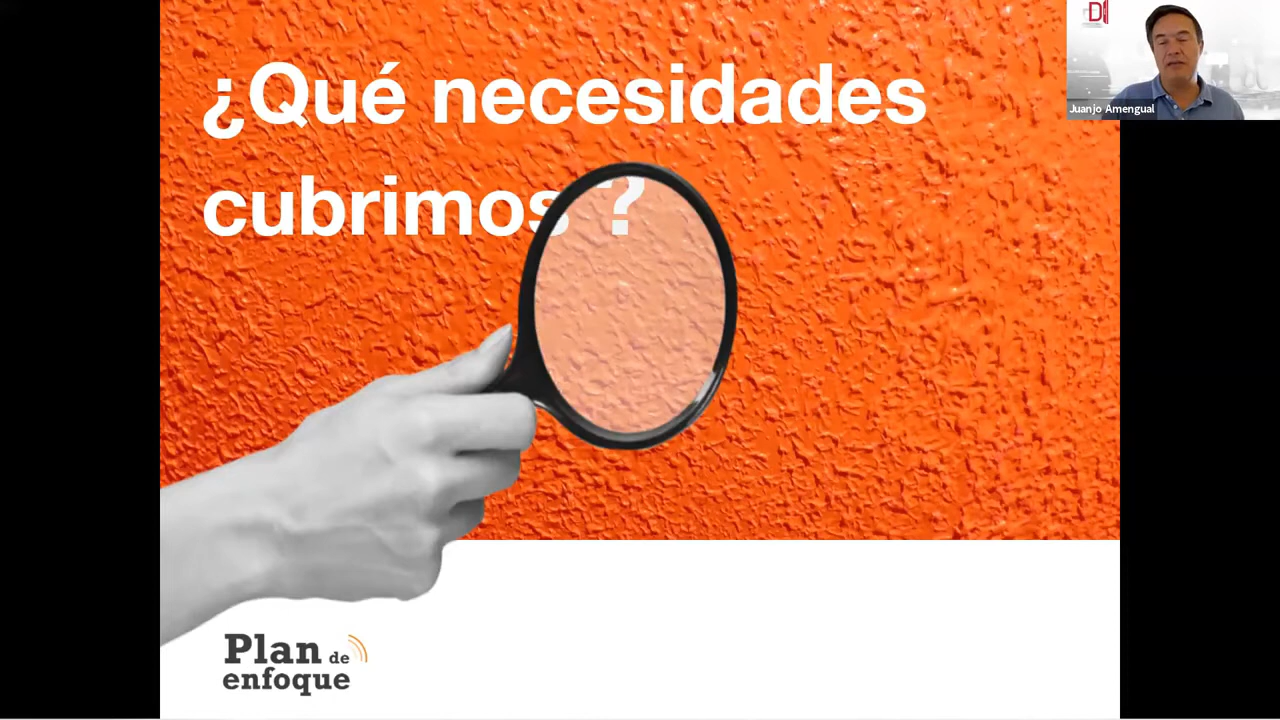 ¿Qué necesidades
cubrimos ?
Plan de
enfoque
D
Juanjo Amengual